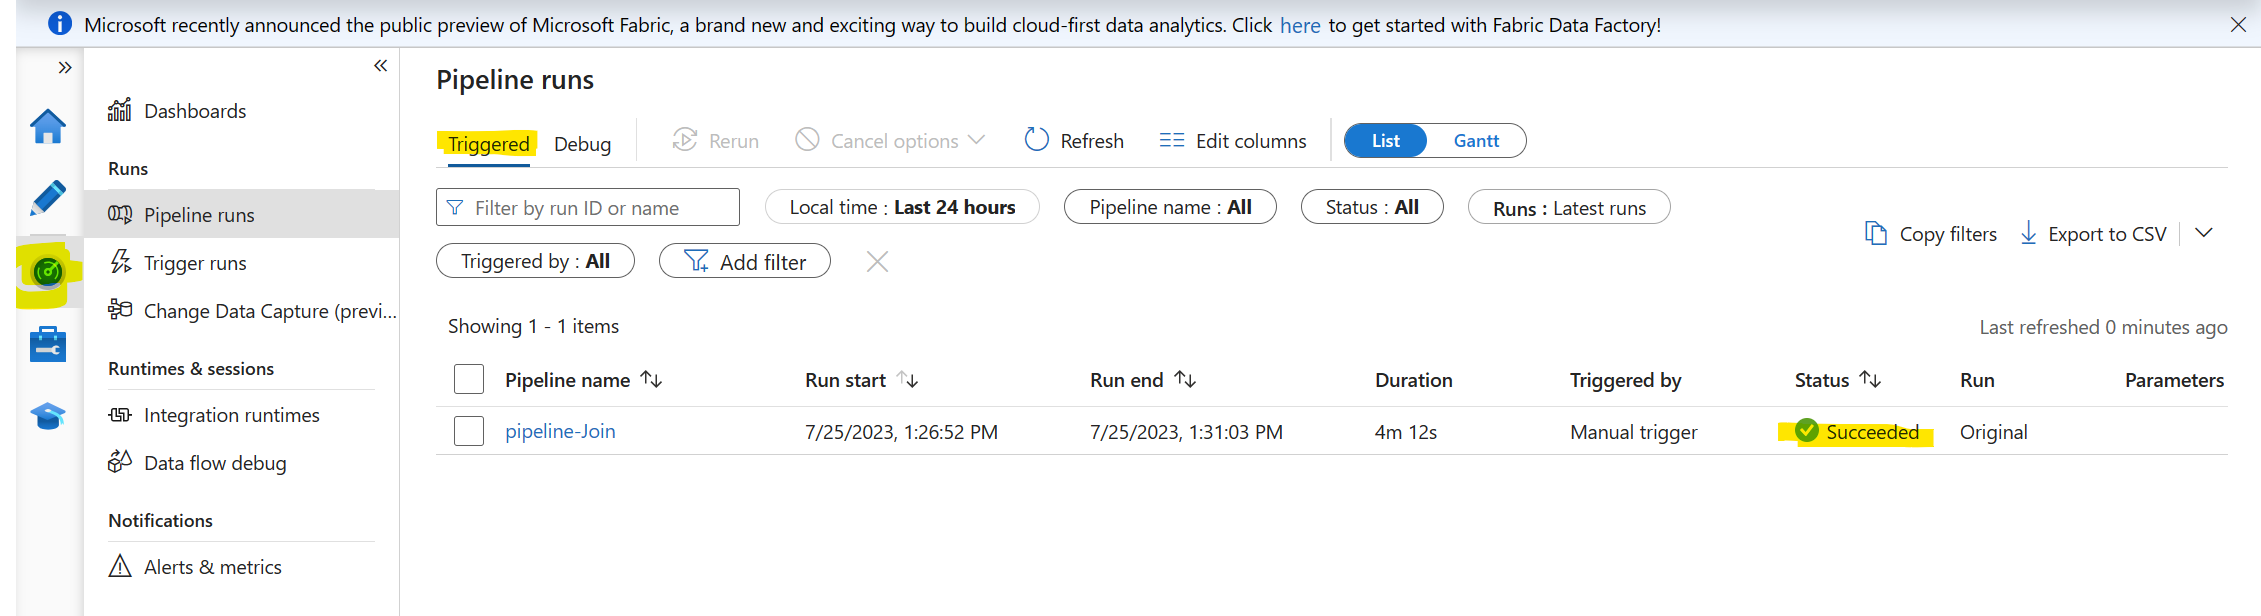 Microsoft recently announced the public preview of Microsoft Fabric, a brand new and exciting way to build cloud-first data analytics. Click here to get started with Fabric Data Factory!
Dashboards
Runs
Pipeline runs
Trigger runs
Change Data Capture (previ...
Runtimes & sessions
Integration runtimes
Data flow debug
Notifications
Alerts & metrics
Pipeline runs
Triggered Debug Rerun Cancel options Refresh Edit columns List Gantt
Filter by run ID or name Local time : Last 24 hours Pipeline name : All Status : All Runs : Latest runs
Triggered by : All Add filter
Copy filters Export to CSV
Showing 1 - 1 items
Last refreshed 0 minutes ago
Pipeline name Run start Run end Duration Triggered by Status Run Parameters
pipeline-Join 7/25/2023, 1:26:52 PM 7/25/2023, 1:31:03 PM 4m 12s Manual trigger Succeeded Original